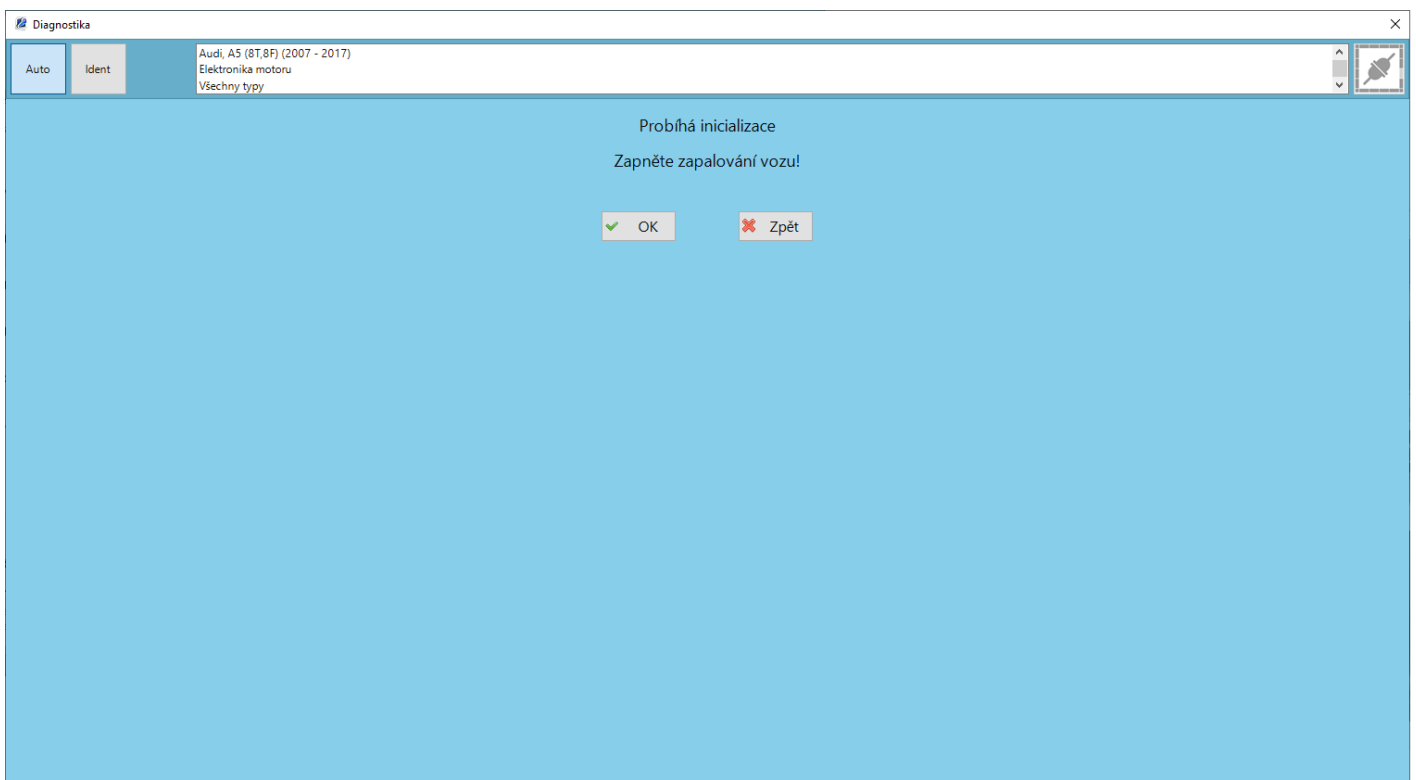 Diagnostika
Auto
Ident
Audi, A5 (8T,8F) (2007 - 2017)
Elektronika motoru
Všechny typy
Probíhá inicializace
Zapněte zapalování vozu!
OK
Zpět